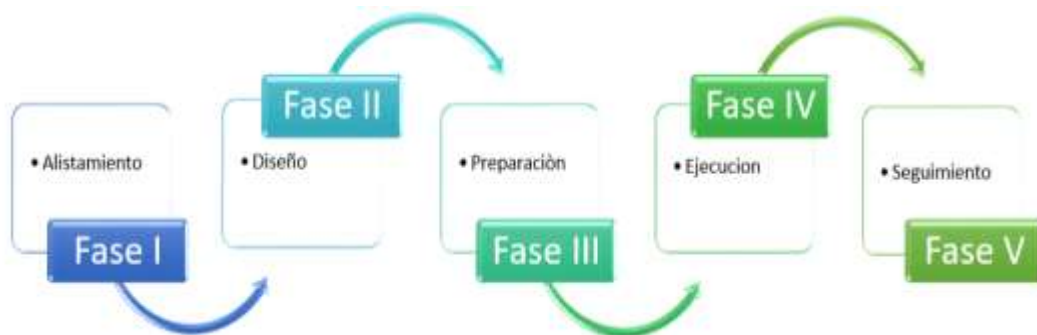 • Alistamiento
Fase I
Fase II
• Diseño
• Preparaciòn
Fase III
Fase IV
• Ejecucion
• Seguimiento
Fase V